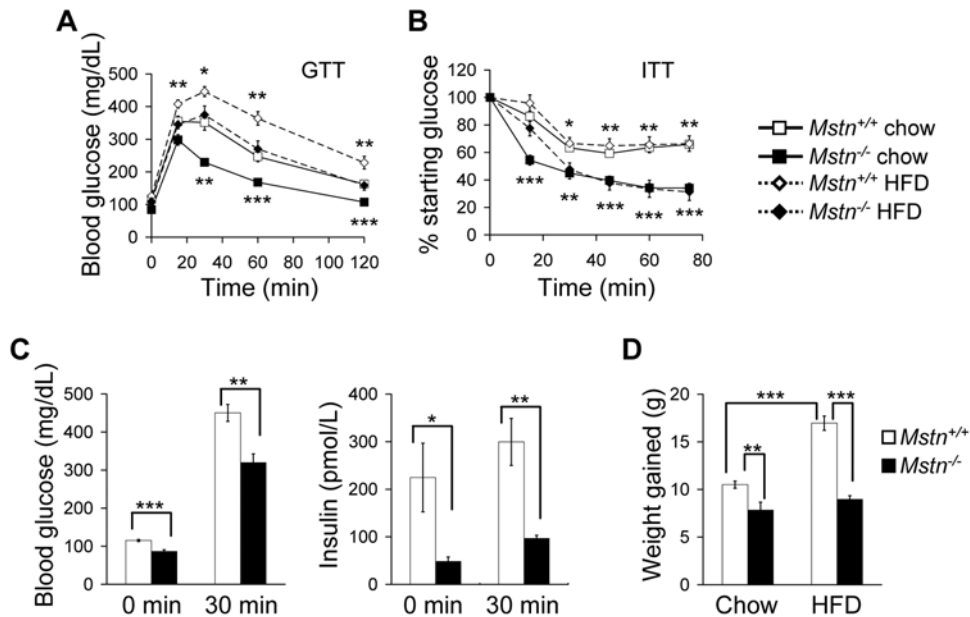 A
GTT
Blood glucose (mg/dL)
500
400
300
200
100
0
** * ** **
** *** ***
0 20 40 60 80 100 120
Time (min)
B
ITT
% starting glucose
120
100
80
60
40
20
0
* ** ** **
*** ** *** *** ***
0 20 40 60 80
Time (min)
Mstn+/+ chow
Mstn-/- chow
Mstn+/+ HFD
Mstn-/- HFD
C
Blood glucose (mg/dL)
500
400
300
200
100
0
***
**
0 min 30 min
Insulin (pmol/L)
400
300
200
100
0
*
**
0 min 30 min
D
Weight gained (g)
20
15
10
5
0
*** ***
**
Chow HFD
Mstn+/+
Mstn-/-